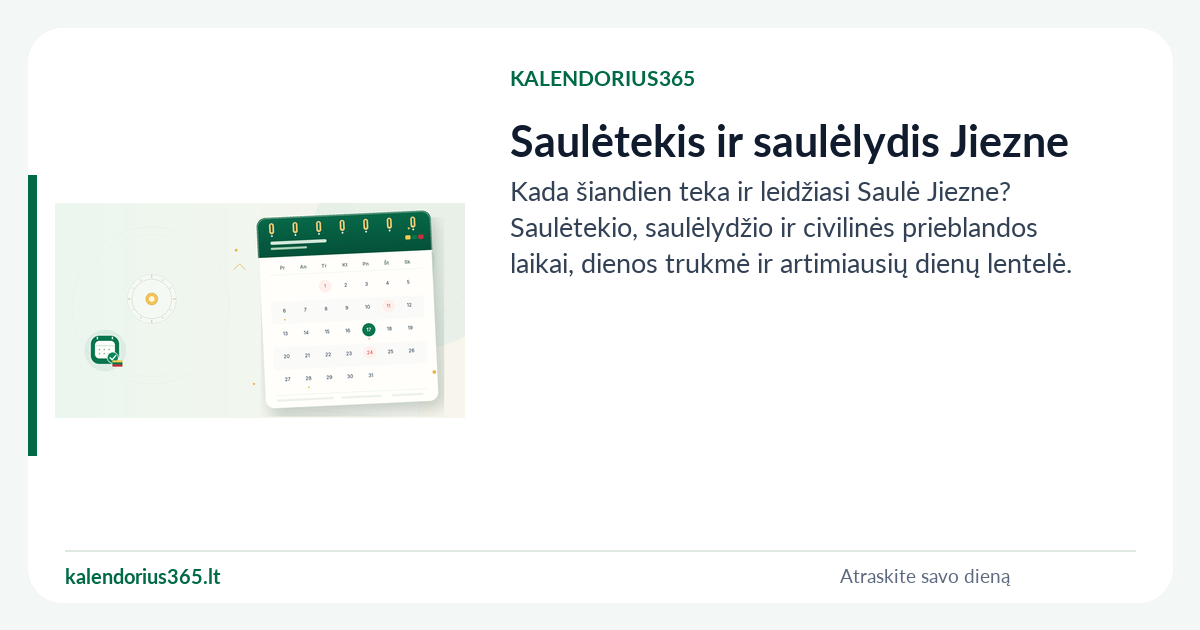 KALENDORIUS365
Saulėtekis ir saulėlydis Jiezne
Kada šiandien teka ir leidžiasi Saulė Jiezne?
Saulėtekio, saulėlydžio ir civilinės prieblandos
laikai, dienos trukmė ir artimiausių dienų lentelė.
Pr An Tr Kt Pn Št Sk
1 2 3 4 5
6 7 8 9 10 11 12
13 14 15 16 17 18 19
20 21 22 23 24 25 26
27 28 29 30 31
kalendorius365.lt
Atraskite savo dieną